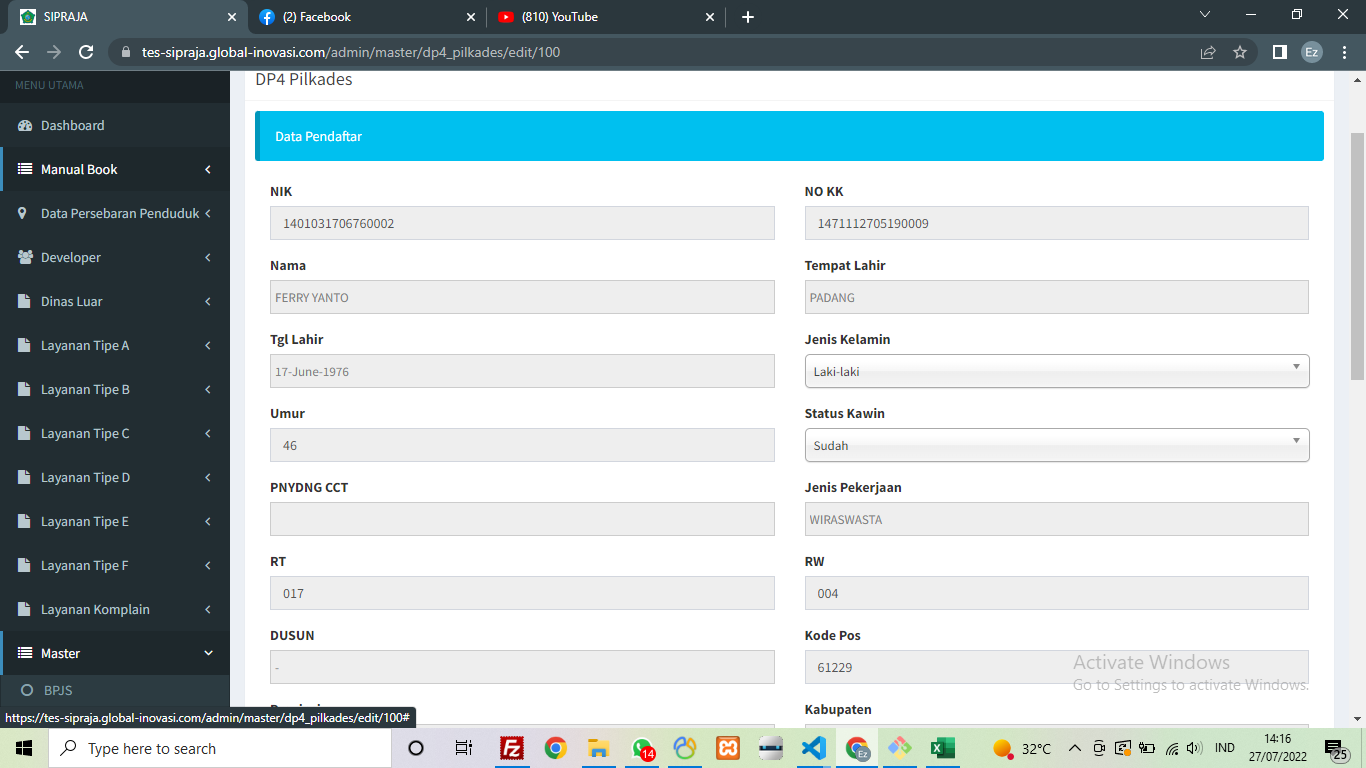 SIPRAJA
(2) Facebook
(810) YouTube
tes-sipraja.global-inovasi.com/admin/master/dp4_pilkades/edit/100
Ez
MENU UTAMA
Dashboard
Manual Book
Data Persebaran Penduduk
Developer
Dinas Luar
Layanan Tipe A
Layanan Tipe B
Layanan Tipe C
Layanan Tipe D
Layanan Tipe E
Layanan Tipe F
Layanan Komplain
Master
BPJS
DP4 Pilkades
Data Pendaftar
NIK
1401031706760002
NO KK
1471112705190009
Nama
FERRY YANTO
Tempat Lahir
PADANG
Tgl Lahir
17-June-1976
Jenis Kelamin
Laki-laki
Umur
46
Status Kawin
Sudah
PNYDNG CCT
Jenis Pekerjaan
WIRASWASTA
RT
017
RW
004
DUSUN
-
Kode Pos
61229
Kabupaten
Activate Windows
Go to Settings to activate Windows.
https://tes-sipraja.global-inovasi.com/admin/master/dp4_pilkades/edit/100#
Type here to search
14
Ez
32°C
IND
14:16
27/07/2022
25